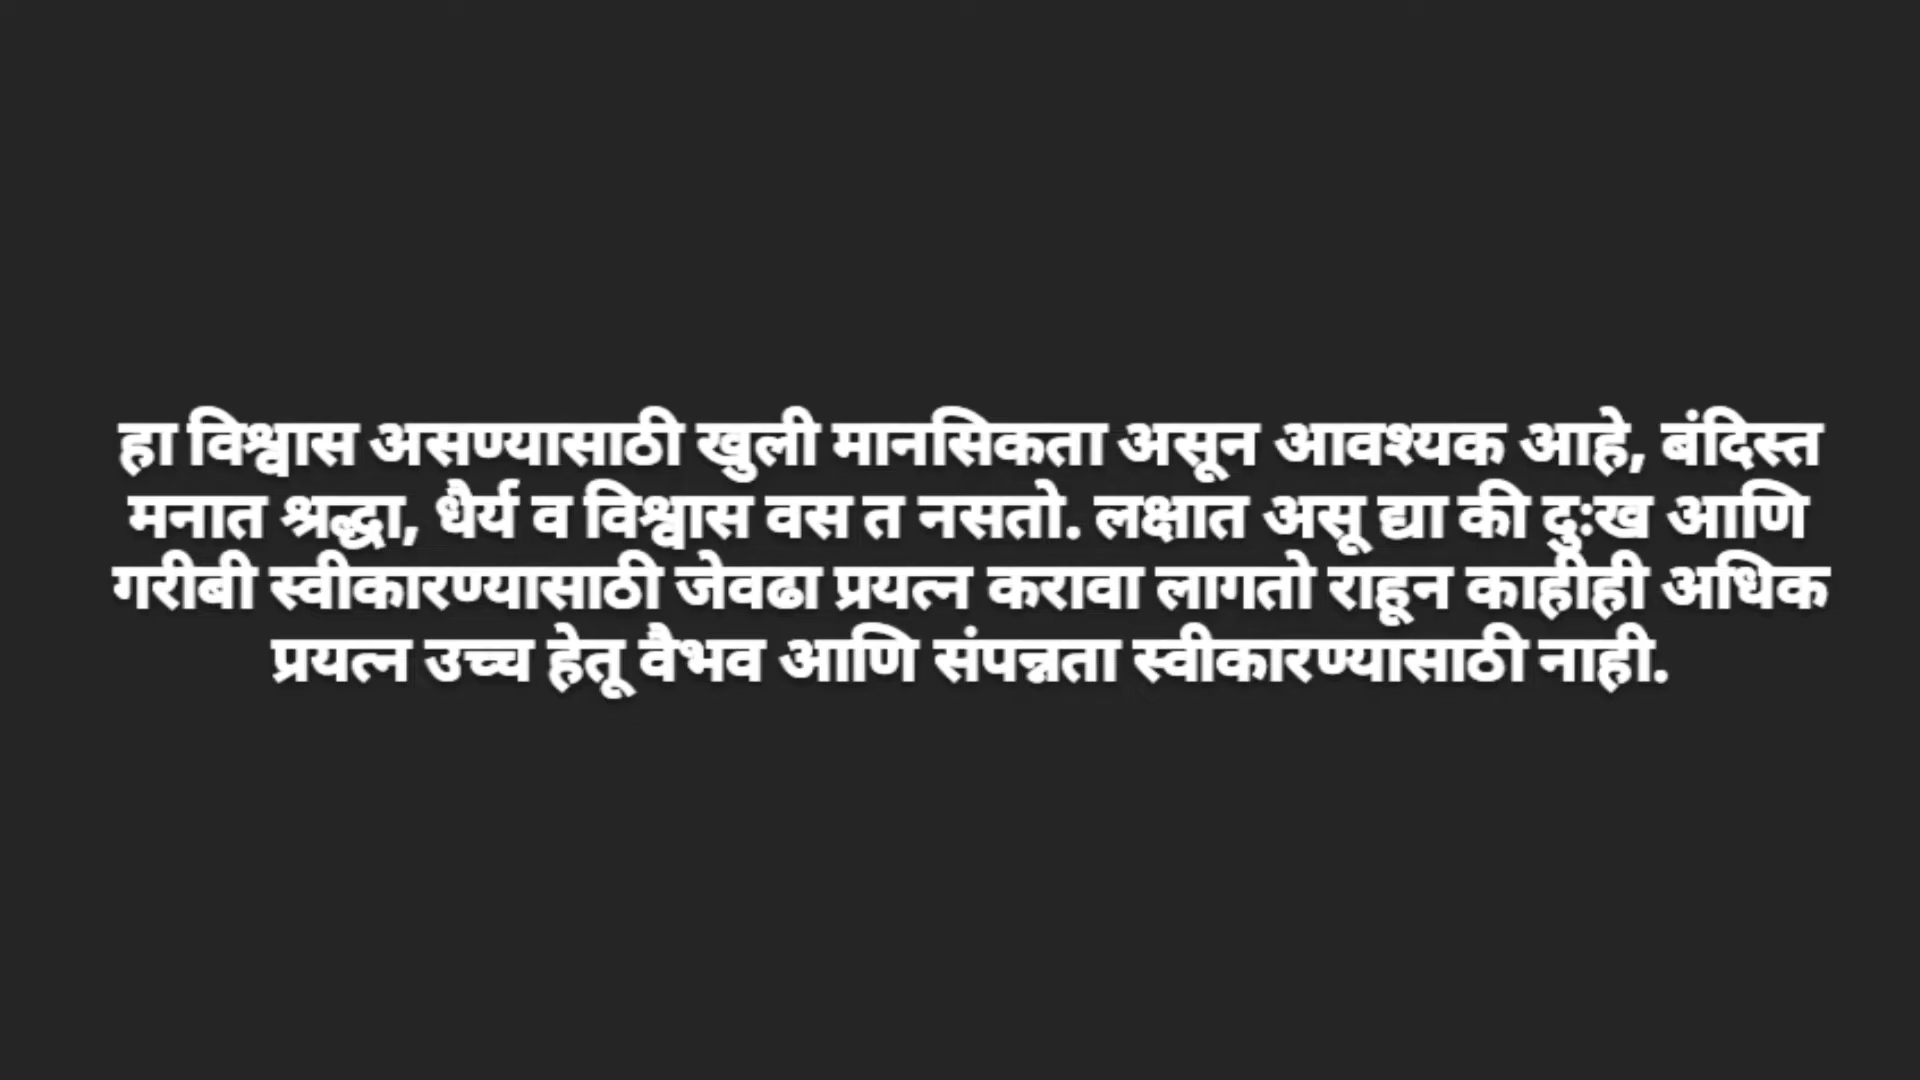 हा विश्वास असण्यासाठी खुली मानसिकता असून आवश्यक आहे, बंदिस्त
मनात श्रद्धा, धैर्य व विश्वास वस त नसतो. लक्षात असू द्या की दुःख आणि
गरीबी स्वीकारण्यासाठी जेवढा प्रयत्न करावा लागतो राहून काहीही अधिक
प्रयत्न उच्च हेतू वैभव आणि संपन्नता स्वीकारण्यासाठी नाही.